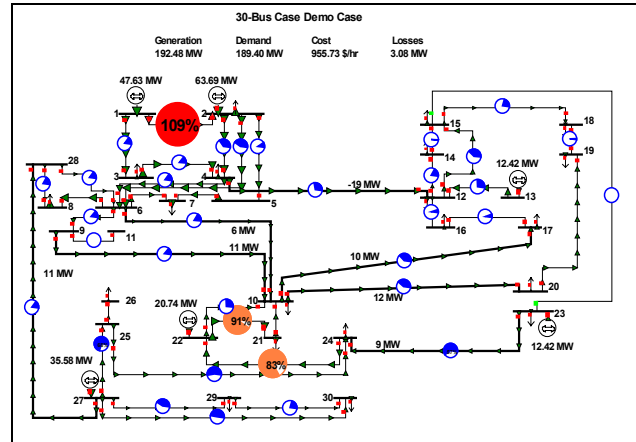 30-Bus Case Demo Case
Generation Demand Cost Losses
192.48 MW 189.40 MW 955.73 $/hr 3.08 MW
47.63 MW 63.69 MW
1 109% 2
15 18
28 14 19
3 4 12.42 MW
-19 MW 12 13
8 6 7 5
9 11 16 17
6 MW
11 MW
11 MW 10 MW
10 12 MW 20
26 20.74 MW 23
91%
25 22 21 24
83% 9 MW 12.42 MW
35.58 MW
27 29 30